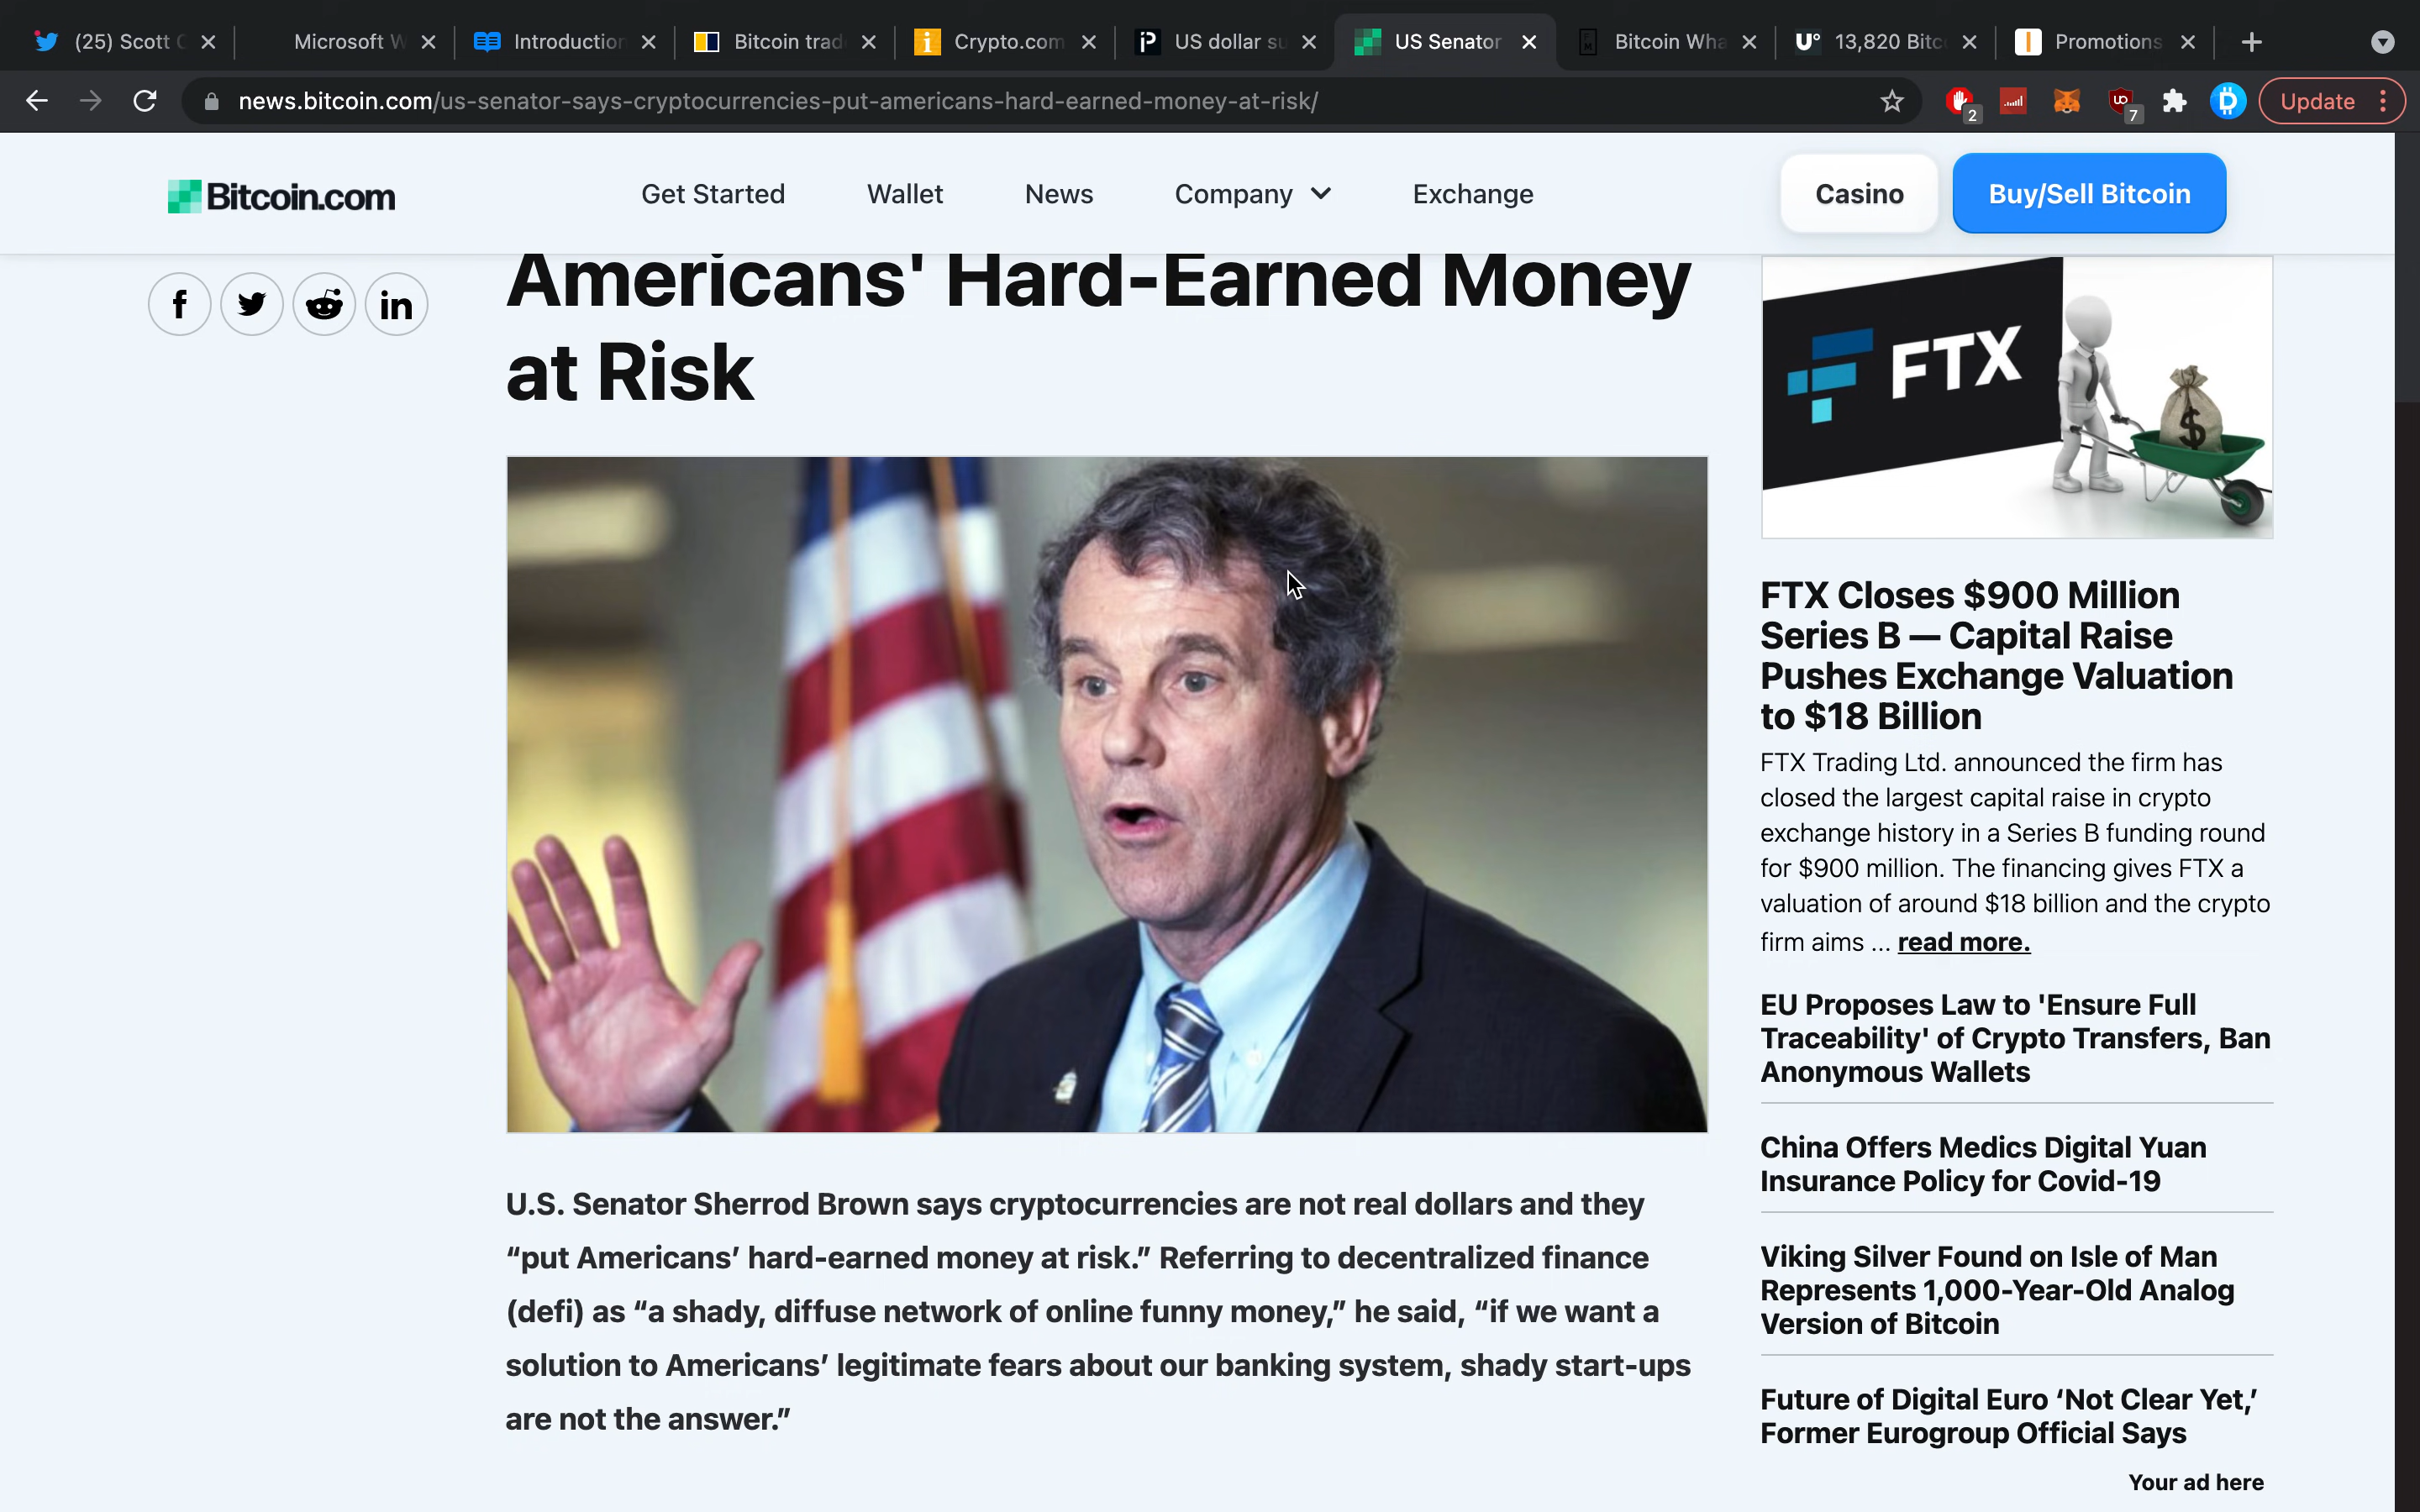 (25) Scott
Microsoft
Introduction
Bitcoin trad
Crypto.com
US dollar su
US Senator
Bitcoin Wha
13,820 Bitc
Promotions
news.bitcoin.com/us-senator-says-cryptocurrencies-put-americans-hard-earned-money-at-risk/
2
7
Update
Bitcoin.com
Get Started
Wallet
News
Company
Exchange
Casino
Buy/Sell Bitcoin
Americans' Hard-Earned Money
at Risk
U.S. Senator Sherrod Brown says cryptocurrencies are not real dollars and they
“put Americans’ hard-earned money at risk.” Referring to decentralized finance
(defi) as “a shady, diffuse network of online funny money,” he said, “if we want a
solution to Americans’ legitimate fears about our banking system, shady start-ups
are not the answer.”
FTX
$
FTX Closes $900 Million
Series B — Capital Raise
Pushes Exchange Valuation
to $18 Billion
FTX Trading Ltd. announced the firm has
closed the largest capital raise in crypto
exchange history in a Series B funding round
for $900 million. The financing gives FTX a
valuation of around $18 billion and the crypto
firm aims ... read more.
EU Proposes Law to 'Ensure Full
Traceability' of Crypto Transfers, Ban
Anonymous Wallets
China Offers Medics Digital Yuan
Insurance Policy for Covid-19
Viking Silver Found on Isle of Man
Represents 1,000-Year-Old Analog
Version of Bitcoin
Future of Digital Euro ‘Not Clear Yet,’
Former Eurogroup Official Says
Your ad here